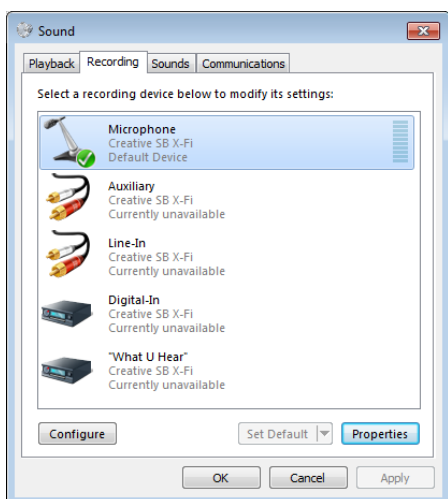 Sound
Playback Recording Sounds Communications
Select a recording device below to modify its settings:
Microphone
Creative SB X-Fi
Default Device
Auxiliary
Creative SB X-Fi
Currently unavailable
Line-In
Creative SB X-Fi
Currently unavailable
Digital-In
Creative SB X-Fi
Currently unavailable
"What U Hear"
Creative SB X-Fi
Currently unavailable
Configure Set Default Properties
OK Cancel Apply